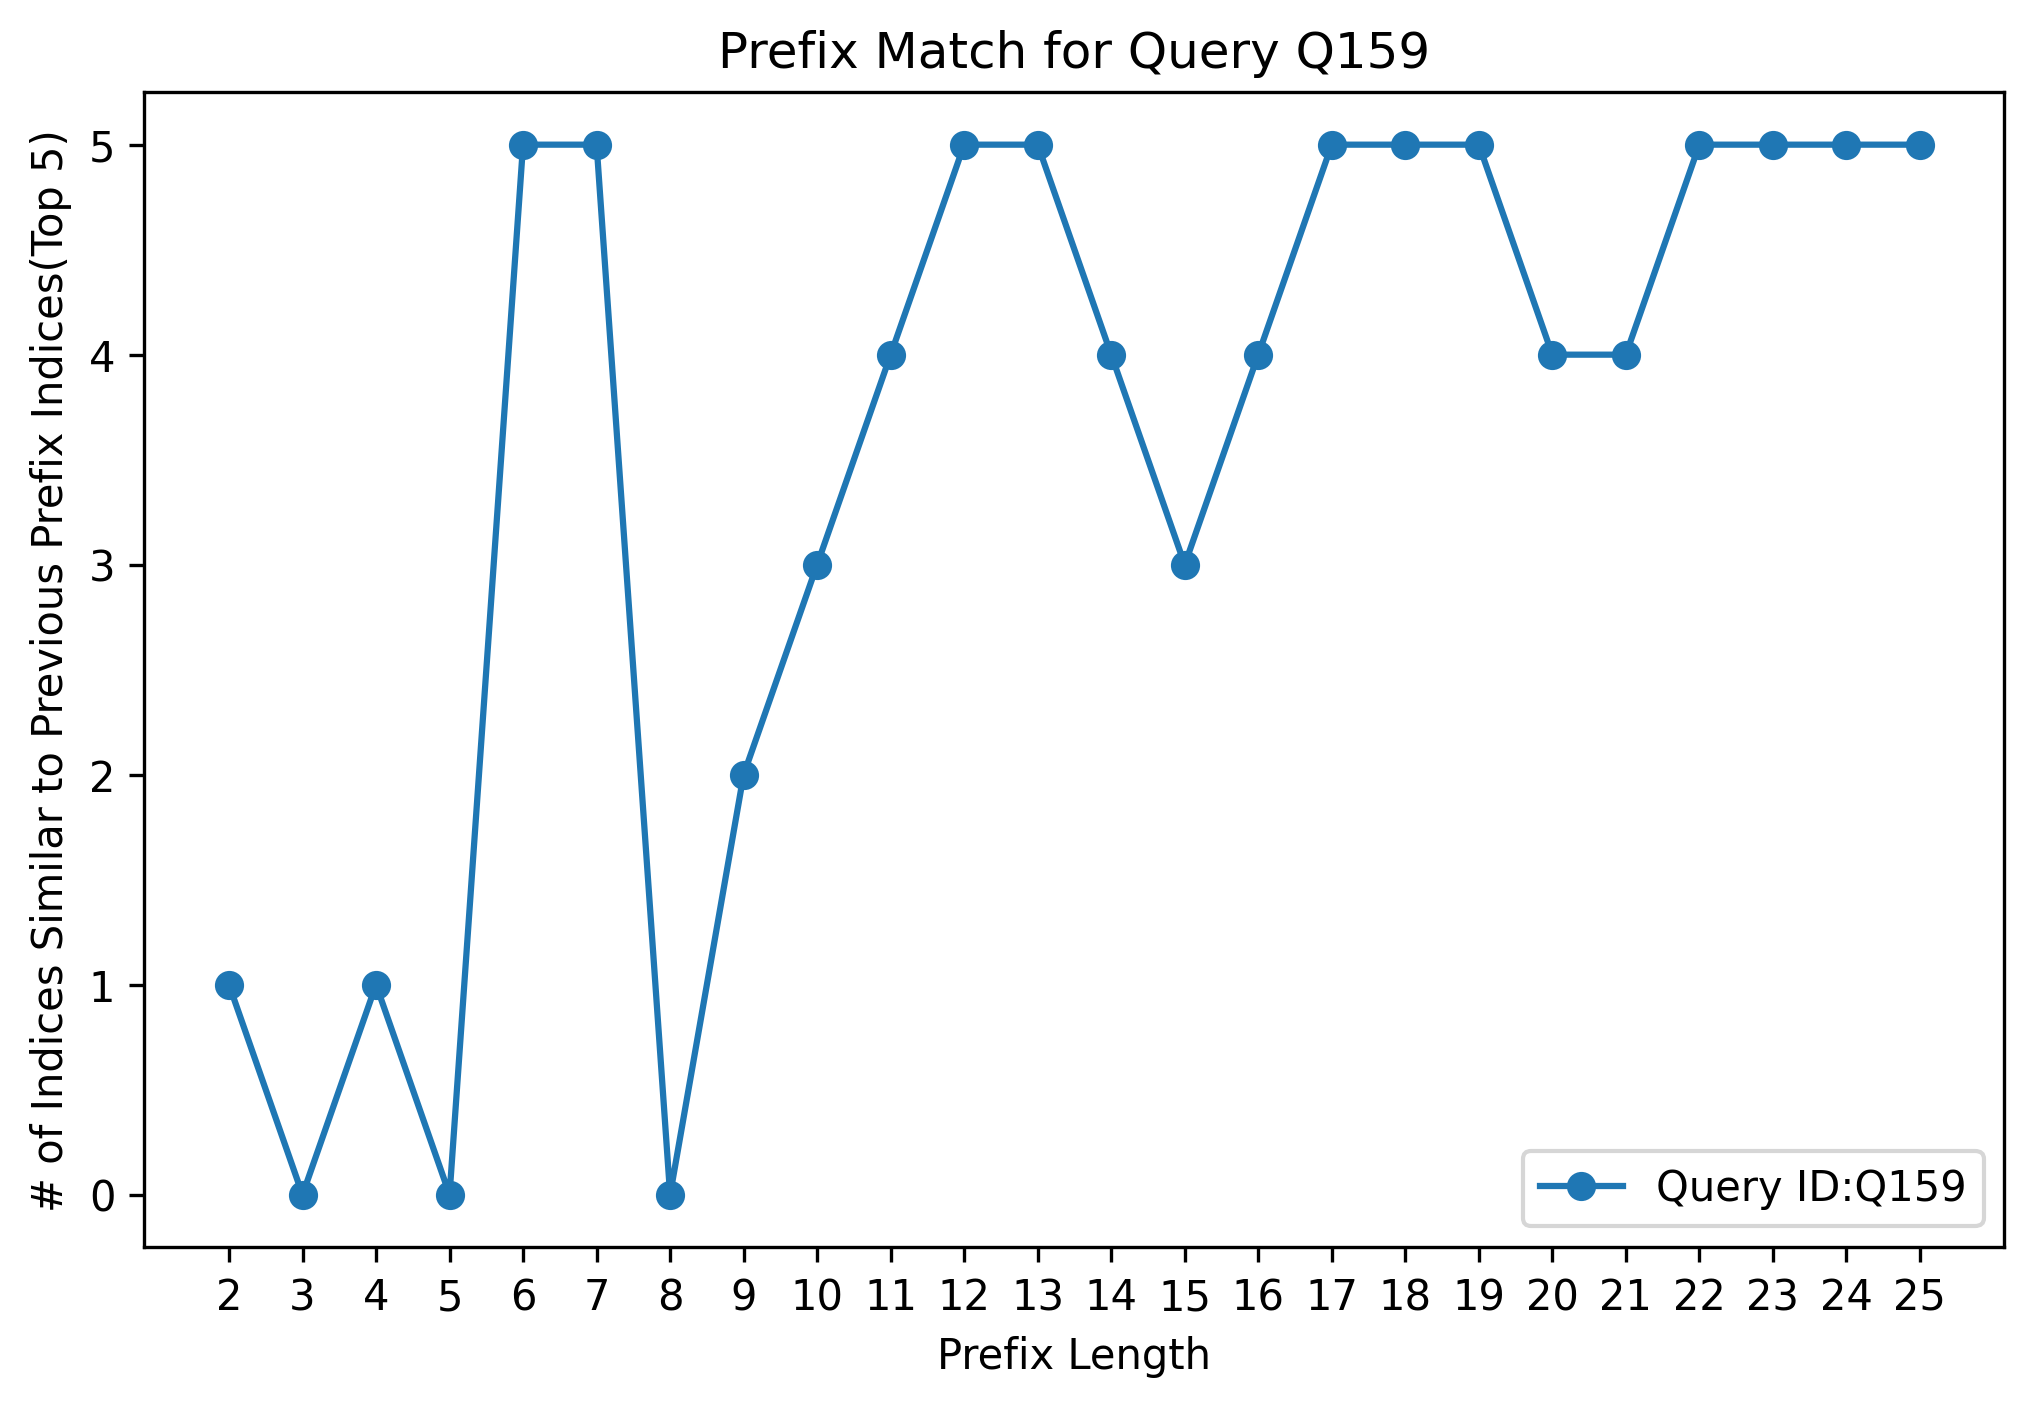 Prefix Match for Query Q159
# of Indices Similar to Previous Prefix Indices(Top 5)
5
4
3
2
1
0
Query ID:Q159
2 3 4 5 6 7 8 9 10 11 12 13 14 15 16 17 18 19 20 21 22 23 24 25
Prefix Length